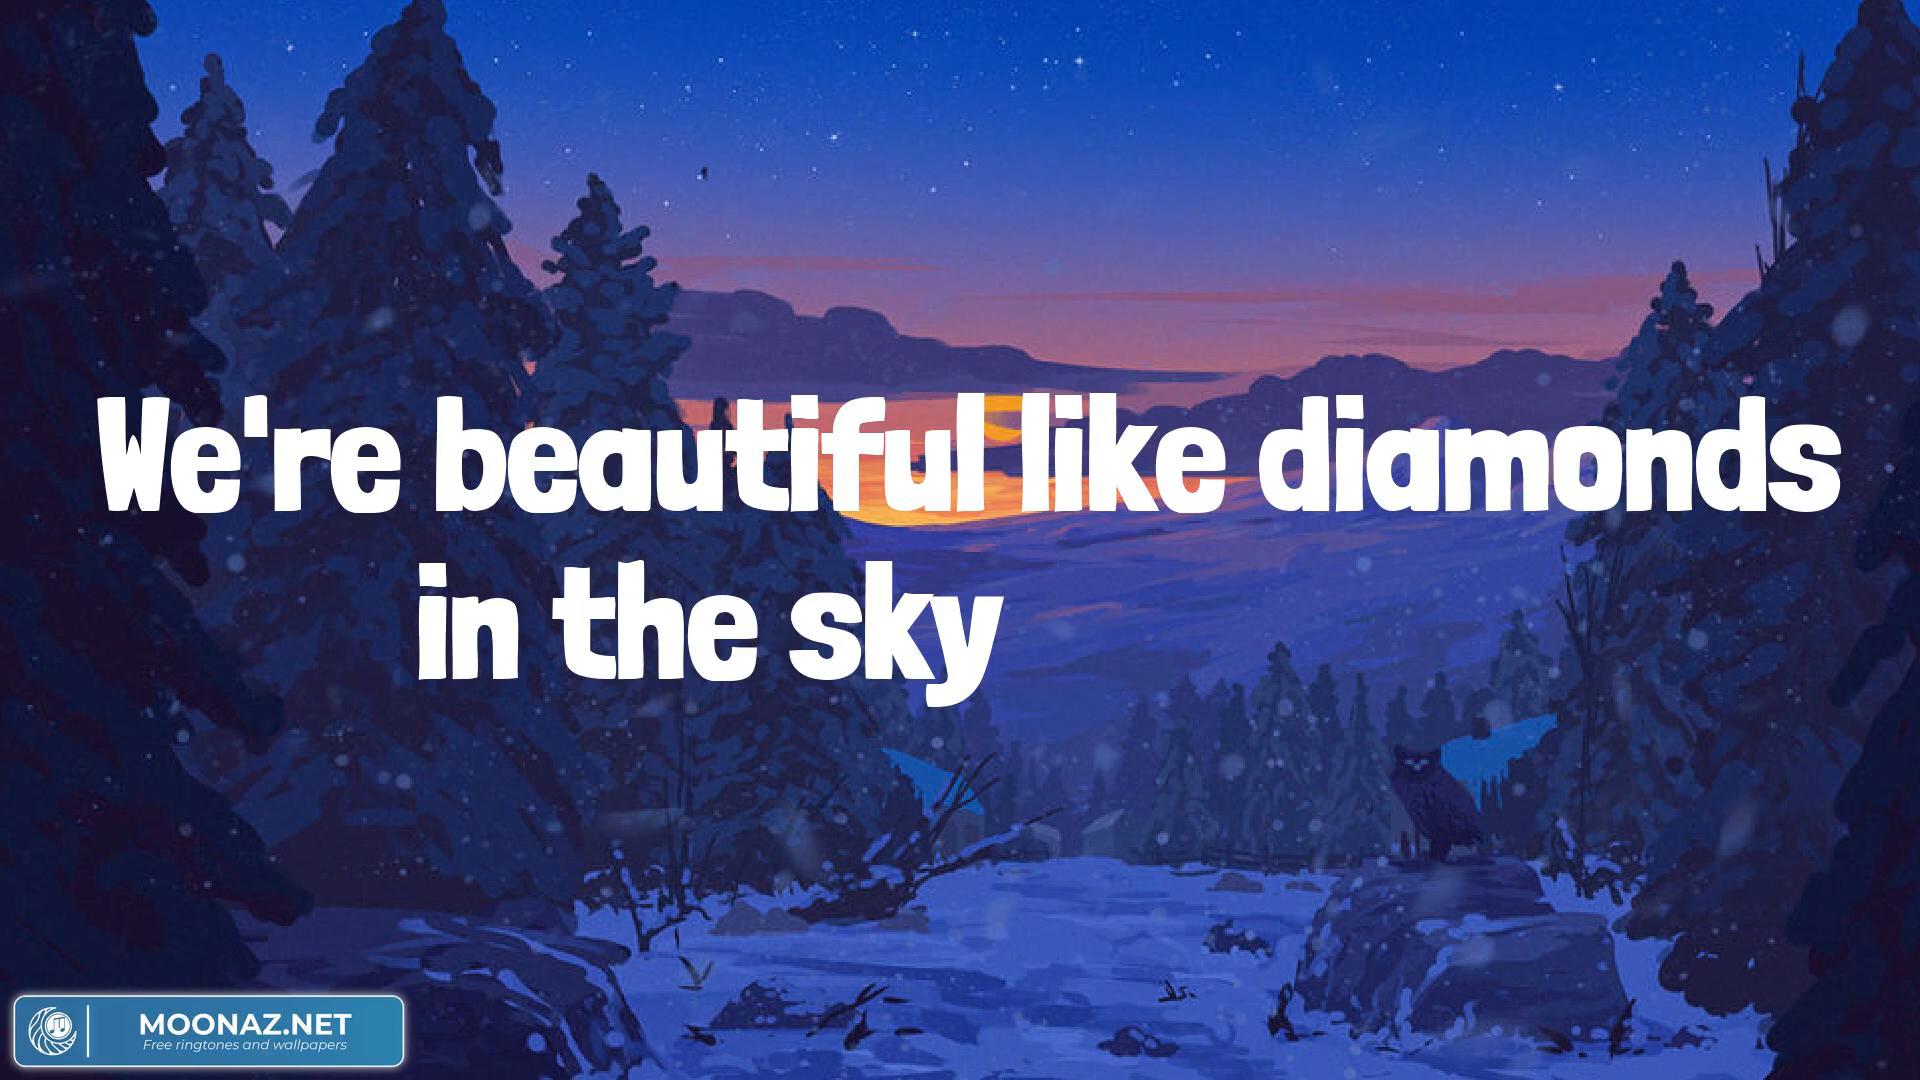 We're beautiful like diamonds
in the sky
MOONAZ.NET
Free ringtones and wallpapers